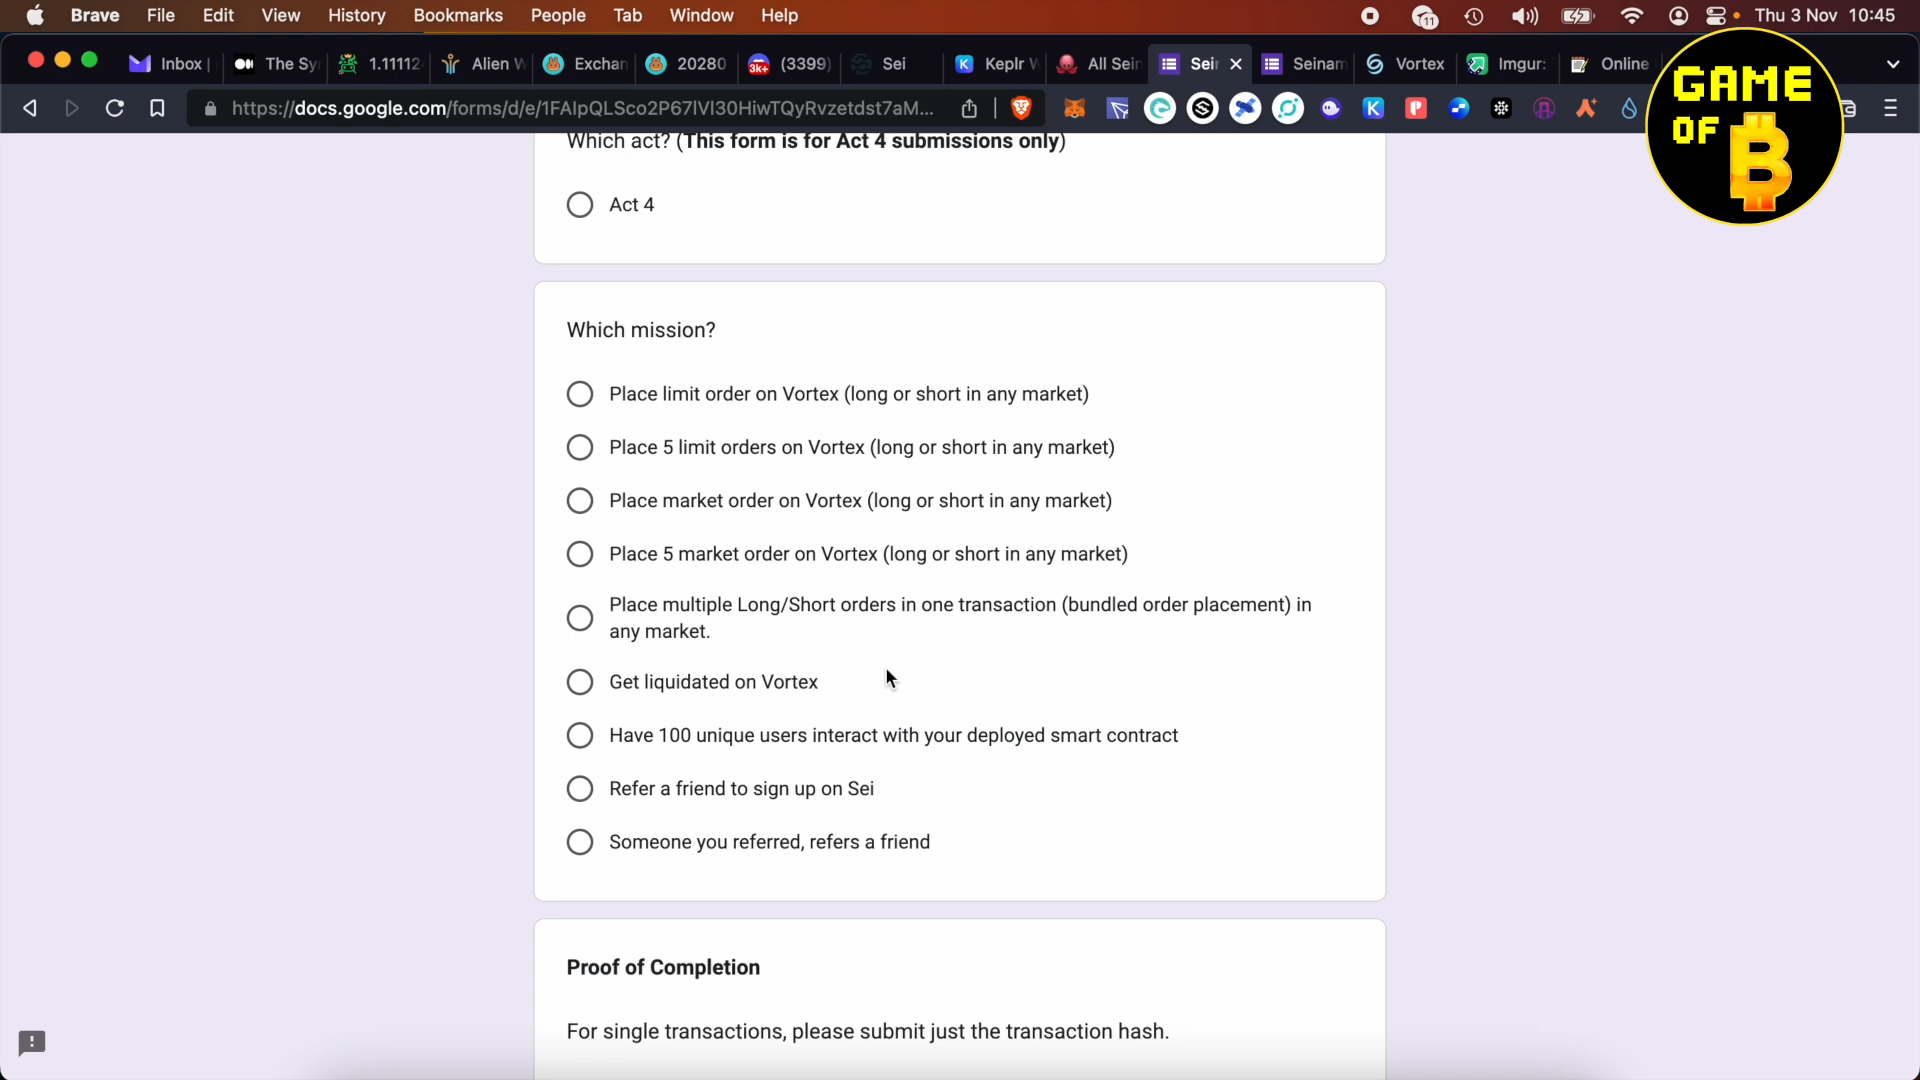 Brave File Edit View History Bookmarks People Tab Window Help 11 Thu 3 Nov 10:45
Inbox | The Sy 1.11112 Alien W Exchan 20280 3K+ (3399) Sei Keplr W All Sein Sei Seinam Vortex Imgur: Online
https://docs.google.com/forms/d/e/1FAIpQLSco2P67lVl30HiwTQyRvzetdst7aM...
GAME
OF B
Which act? (This form is for Act 4 submissions only)
Act 4
Which mission?
Place limit order on Vortex (long or short in any market)
Place 5 limit orders on Vortex (long or short in any market)
Place market order on Vortex (long or short in any market)
Place 5 market order on Vortex (long or short in any market)
Place multiple Long/Short orders in one transaction (bundled order placement) in
any market.
Get liquidated on Vortex
Have 100 unique users interact with your deployed smart contract
Refer a friend to sign up on Sei
Someone you referred, refers a friend
Proof of Completion
For single transactions, please submit just the transaction hash.